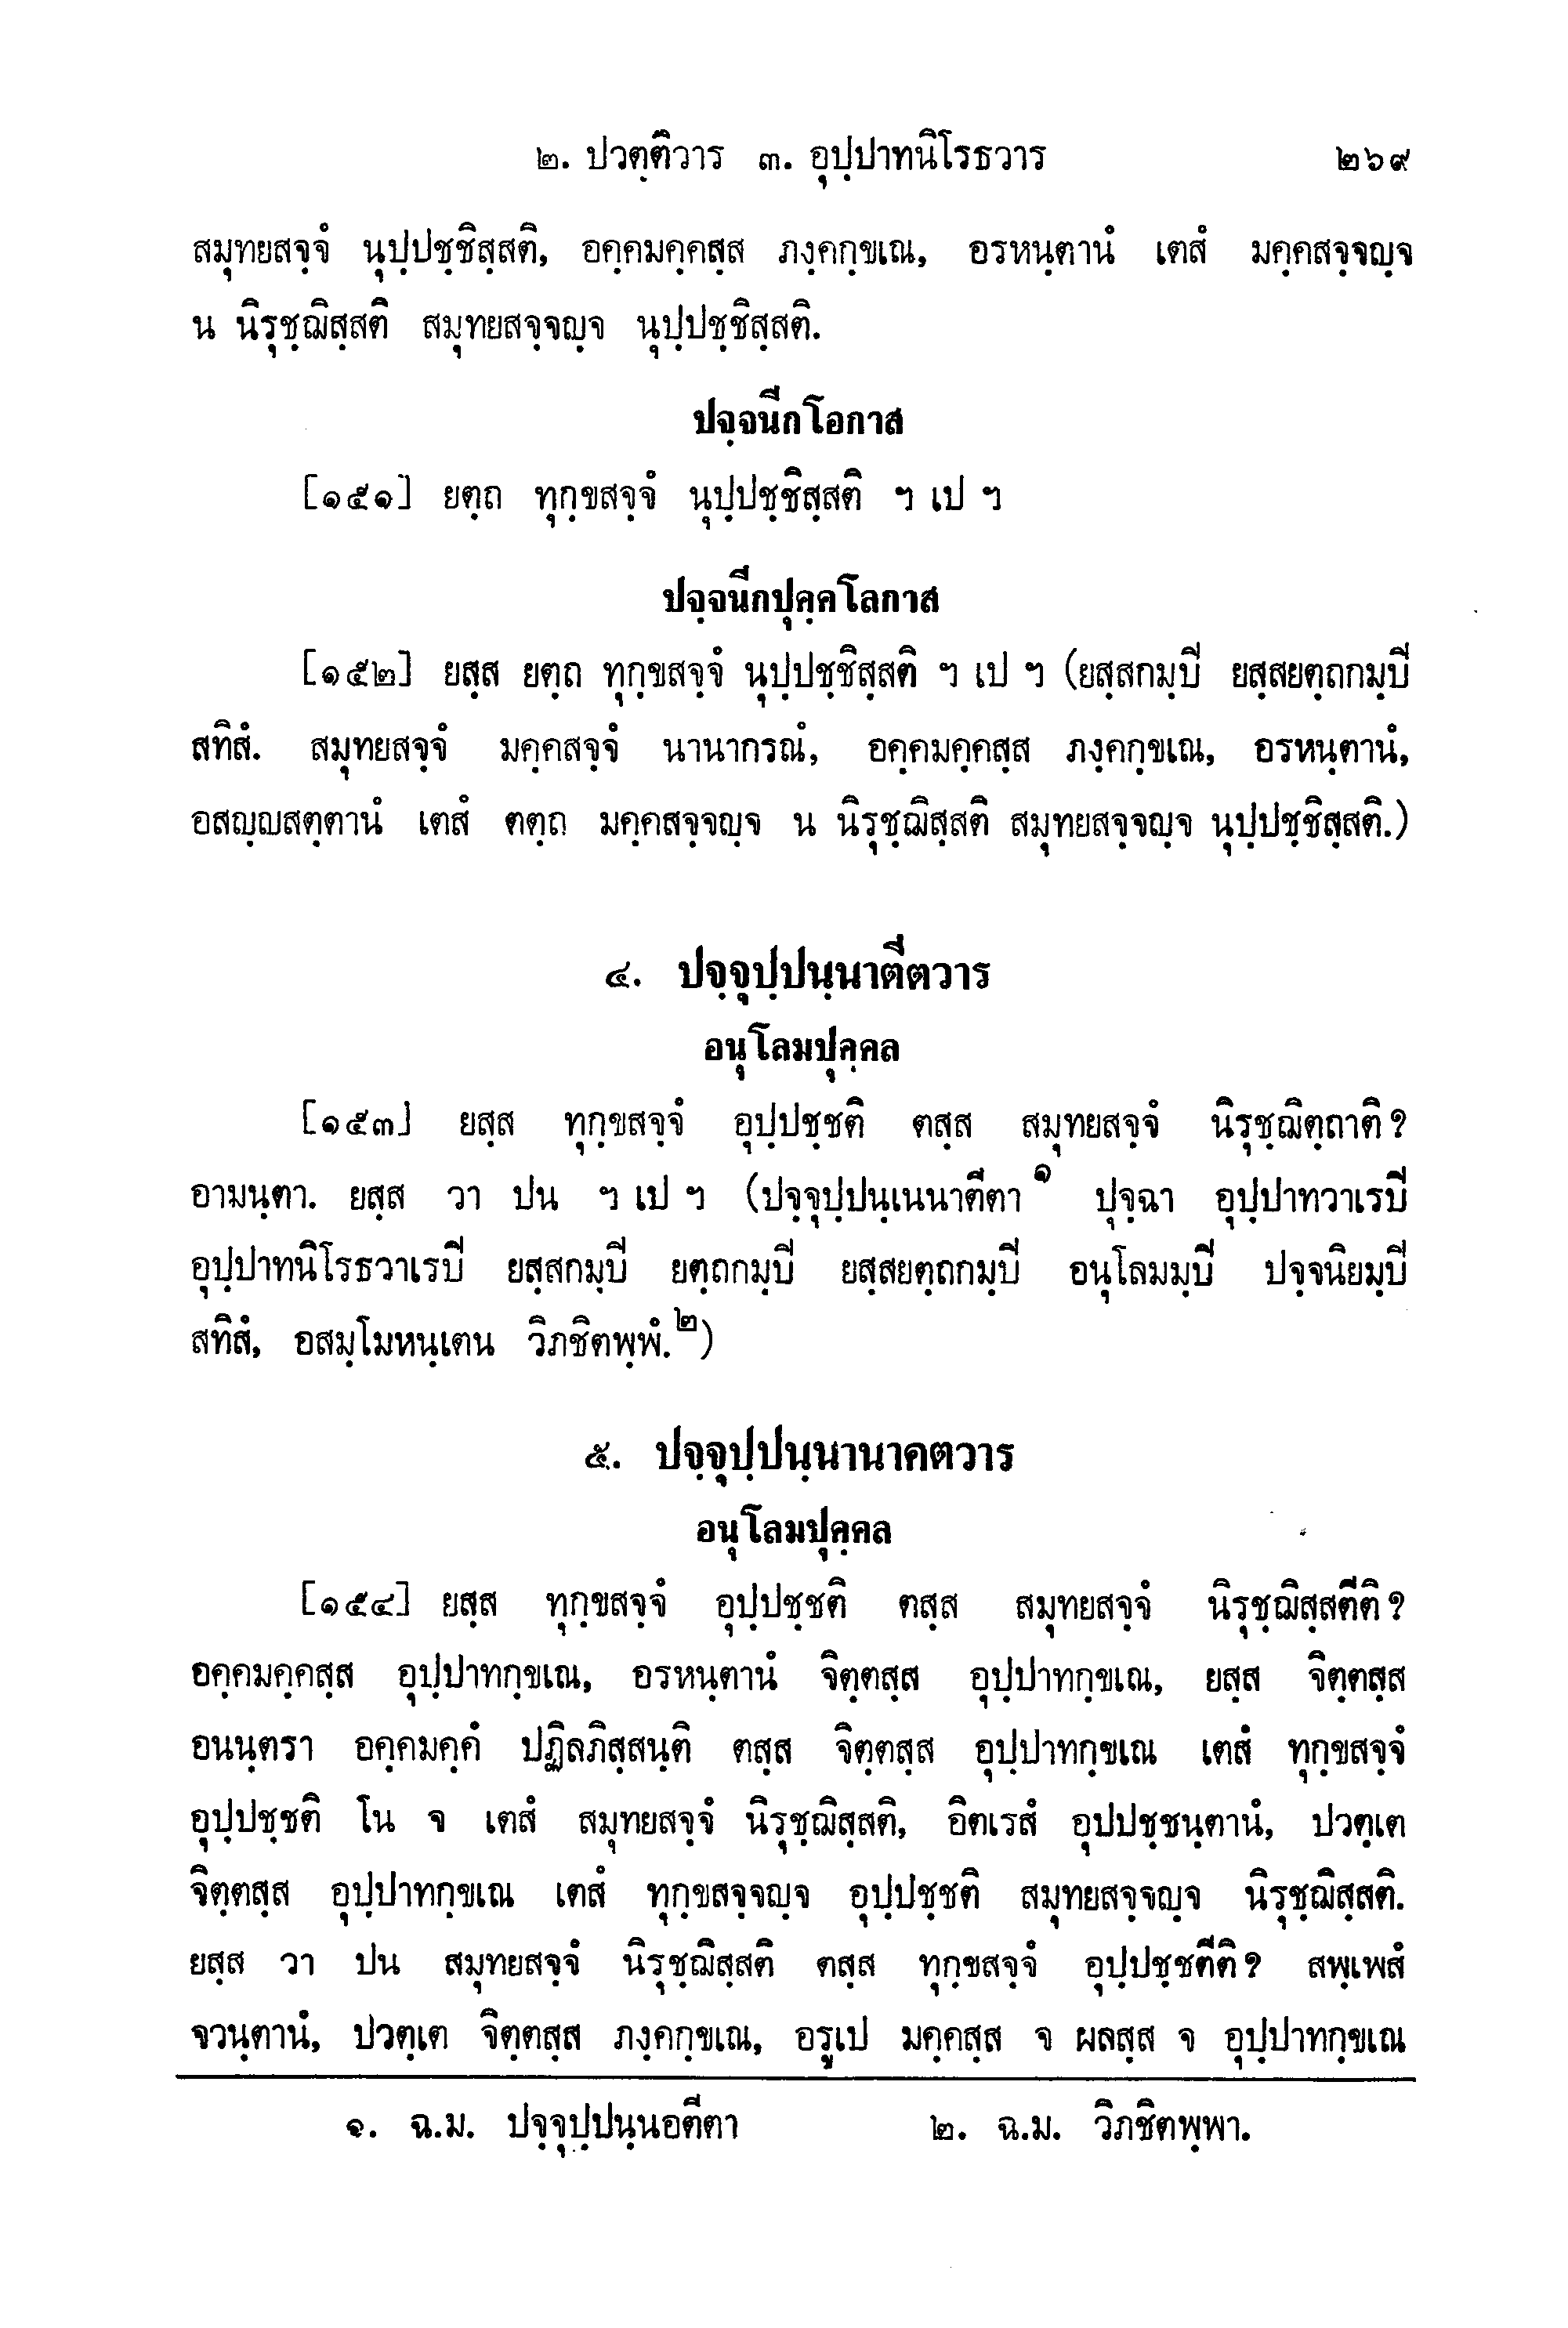 ๒. ปวตฺติวาร ๓. อุปฺปาทนิโรธวาร ๒๖๙
สมุทยสจฺจํ นุปฺปชฺชิสฺสติ, อคฺคมคฺคสฺส ภงฺคกฺขเณ, อรหนฺตานํ เตสํ มคฺคสจฺจญฺจ
น นิรุชฺฌิสฺสติ สมุทยสจฺจญฺจ นุปฺปชฺชิสฺสติ.
ปจฺจนีกโอกาส
[๑๕๑] ยตฺถ ทุกฺขสจฺจํ นุปฺปชฺชิสฺสติ ฯ เป ฯ
ปจฺจนีกปุคฺคโลกาส
[๑๕๒] ยสฺส ยตฺถ ทุกฺขสจฺจํ นุปฺปชฺชิสฺสติ ฯ เป ฯ (ยสฺสกมฺปิ ยสฺสยตฺถกมฺปิ
สทิสํ. สมุทยสจฺจํ มคฺคสจฺจํ นานากรณํ, อคฺคมคฺคสฺส ภงฺคกฺขเณ, อรหนฺตานํ,
อสญฺญสตฺตานํ เตสํ ตตฺถ มคฺคสจฺจญฺจ น นิรุชฺฌิสฺสติ สมุทยสจฺจญฺจ นุปฺปชฺชิสฺสติ.)
๔. ปจฺจุปฺปนฺนาตีตวาร
อนุโลมปุคฺคล
[๑๕๓] ยสฺส ทุกฺขสจฺจํ อุปฺปชฺชติ ตสฺส สมุทยสจฺจํ นิรุชฺฌิตฺถาติ?
อามนฺตา. ยสฺส วา ปน ฯ เป ฯ (ปจฺจุปฺปนฺเนนาตีตา๑ ปุจฺฉา อุปฺปาทวาเรปิ
อุปฺปาทนิโรธวาเรปิ ยสฺสกมฺปิ ยตฺถกมฺปิ ยสฺสยตฺถกมฺปิ อนุโลมมฺปิ ปจฺจนิยมฺปิ
สทิสํ, อสมฺโมหนฺเตน วิภชิตพฺพํ.๒)
๕. ปจฺจุปฺปนฺนานาคตวาร
อนุโลมปุคฺคล
[๑๕๔] ยสฺส ทุกฺขสจฺจํ อุปฺปชฺชติ ตสฺส สมุทยสจฺจํ นิรุชฺฌิสฺสตีติ?
อคฺคมคฺคสฺส อุปฺปาทกฺขเณ, อรหนฺตานํ จิตฺตสฺส อุปฺปาทกฺขเณ, ยสฺส จิตฺตสฺส
อนนฺตรา อคฺคมคฺคํ ปฏิลภิสฺสนฺติ ตสฺส จิตฺตสฺส อุปฺปาทกฺขเณ เตสํ ทุกฺขสจฺจํ
อุปฺปชฺชติ โน จ เตสํ สมุทยสจฺจํ นิรุชฺฌิสฺสติ, อิตเรสํ อุปปชฺชนฺตานํ, ปวตฺเต
จิตฺตสฺส อุปฺปาทกฺขเณ เตสํ ทุกฺขสจฺจญฺจ อุปฺปชฺชติ สมุทยสจฺจญฺจ นิรุชฺฌิสฺสติ.
ยสฺส วา ปน สมุทยสจฺจํ นิรุชฺฌิสฺสติ ตสฺส ทุกฺขสจฺจํ อุปฺปชฺชตีติ? สพฺเพสํ
จวนฺตานํ, ปวตฺเต จิตฺตสฺส ภงฺคกฺขเณ, อรูเป มคฺคสฺส จ ผลสฺส จ อุปฺปาทกฺขเณ
๑. ฉ.ม. ปจฺจุปฺปนฺนอตีตา ๒. ฉ.ม. วิภชิตพฺพา.